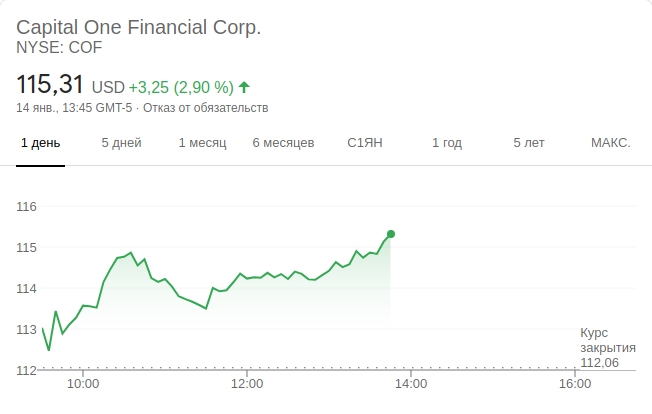 Capital One Financial Corp.
NYSE: COF
115,31 USD +3,25 (2,90 %)
14 янв., 13:45 GMT-5 · Отказ от обязательств
1 день 5 дней 1 месяц 6 месяцев С1ЯН 1 год 5 лет МАКС.
116
115
114
113
112
Курс
закрытия
112,06
10:00 12:00 14:00 16:00